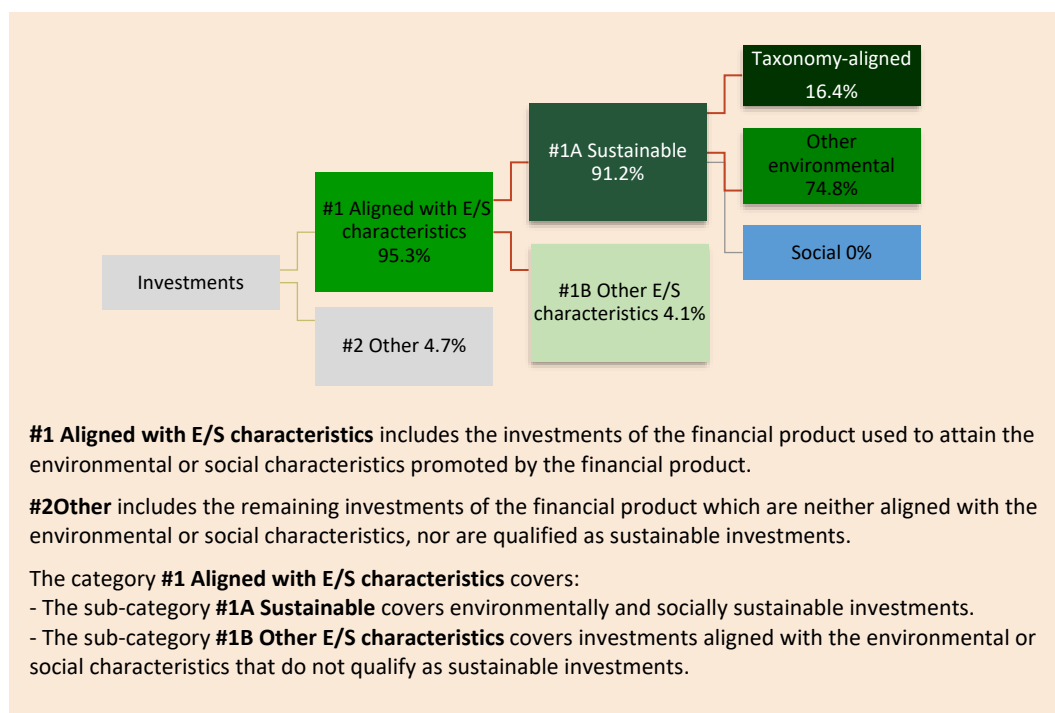 Taxonomy-aligned
16.4%
#1A Sustainable
91.2%
Other
environmental
74.8%
#1 Aligned with E/S
characteristics
95.3%
Social 0%
Investments
#1B Other E/S
characteristics 4.1%
#2 Other 4.7%
#1 Aligned with E/S characteristics includes the investments of the financial product used to attain the
environmental or social characteristics promoted by the financial product.
#2Other includes the remaining investments of the financial product which are neither aligned with the
environmental or social characteristics, nor are qualified as sustainable investments.
The category #1 Aligned with E/S characteristics covers:
- The sub-category #1A Sustainable covers environmentally and socially sustainable investments.
- The sub-category #1B Other E/S characteristics covers investments aligned with the environmental or
social characteristics that do not qualify as sustainable investments.